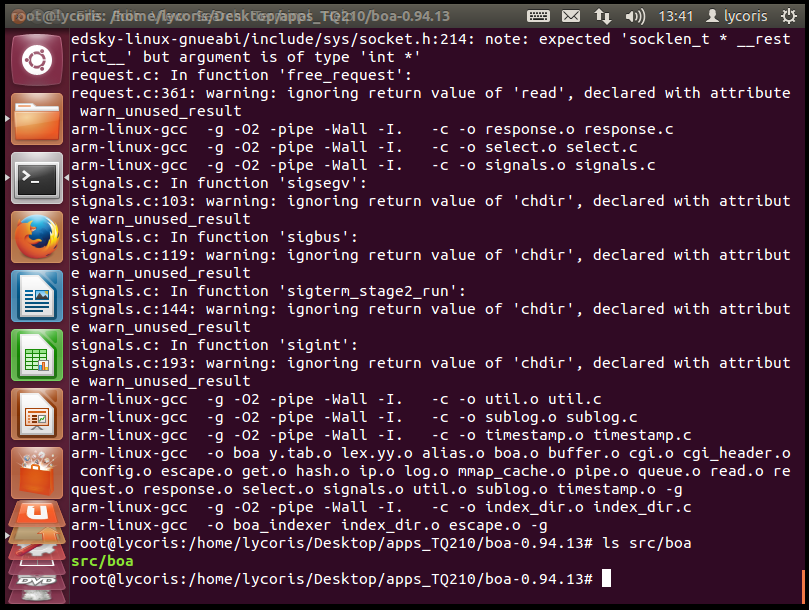 root@lycoris: /home/lycoris/Desktop/apps_TQ210/boa-0.94.13
13:41 lycoris
edsky-linux-gnueabi/include/sys/socket.h:214: note: expected 'socklen_t * __rest
rict__' but argument is of type 'int *'
request.c: In function 'free_request':
request.c:361: warning: ignoring return value of 'read', declared with attribute
 warn_unused_result
arm-linux-gcc  -g -O2 -pipe -Wall -I.   -c -o response.o response.c
arm-linux-gcc  -g -O2 -pipe -Wall -I.   -c -o select.o select.c
arm-linux-gcc  -g -O2 -pipe -Wall -I.   -c -o signals.o signals.c
signals.c: In function 'sigsegv':
signals.c:103: warning: ignoring return value of 'chdir', declared with attribut
e warn_unused_result
signals.c: In function 'sigbus':
signals.c:119: warning: ignoring return value of 'chdir', declared with attribut
e warn_unused_result
signals.c: In function 'sigterm_stage2_run':
signals.c:144: warning: ignoring return value of 'chdir', declared with attribut
e warn_unused_result
signals.c: In function 'sigint':
signals.c:193: warning: ignoring return value of 'chdir', declared with attribut
e warn_unused_result
arm-linux-gcc  -g -O2 -pipe -Wall -I.   -c -o util.o util.c
arm-linux-gcc  -g -O2 -pipe -Wall -I.   -c -o sublog.o sublog.c
arm-linux-gcc  -g -O2 -pipe -Wall -I.   -c -o timestamp.o timestamp.c
arm-linux-gcc  -o boa y.tab.o lex.yy.o alias.o boa.o buffer.o cgi.o cgi_header.o
 config.o escape.o get.o hash.o ip.o log.o mmap_cache.o pipe.o queue.o read.o re
quest.o response.o select.o signals.o util.o sublog.o timestamp.o -g
arm-linux-gcc  -g -O2 -pipe -Wall -I.   -c -o index_dir.o index_dir.c
arm-linux-gcc  -o boa_indexer index_dir.o escape.o -g
root@lycoris:/home/lycoris/Desktop/apps_TQ210/boa-0.94.13# ls src/boa
src/boa
root@lycoris:/home/lycoris/Desktop/apps_TQ210/boa-0.94.13#
DVD